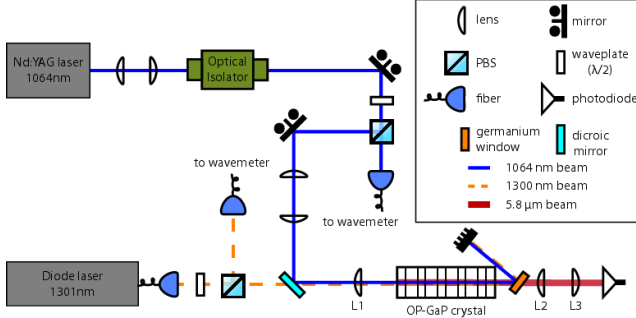 Nd:YAG laser
1064nm
Optical
Isolator
to wavemeter
to wavemeter
Diode laser
1301nm
L1
OP-GaP crystal
L2
L3
lens
mirror
PBS
waveplate
(λ/2)
fiber
photodiode
germanium
window
dicroic
mirror
1064 nm beam
1300 nm beam
5.8 μm beam